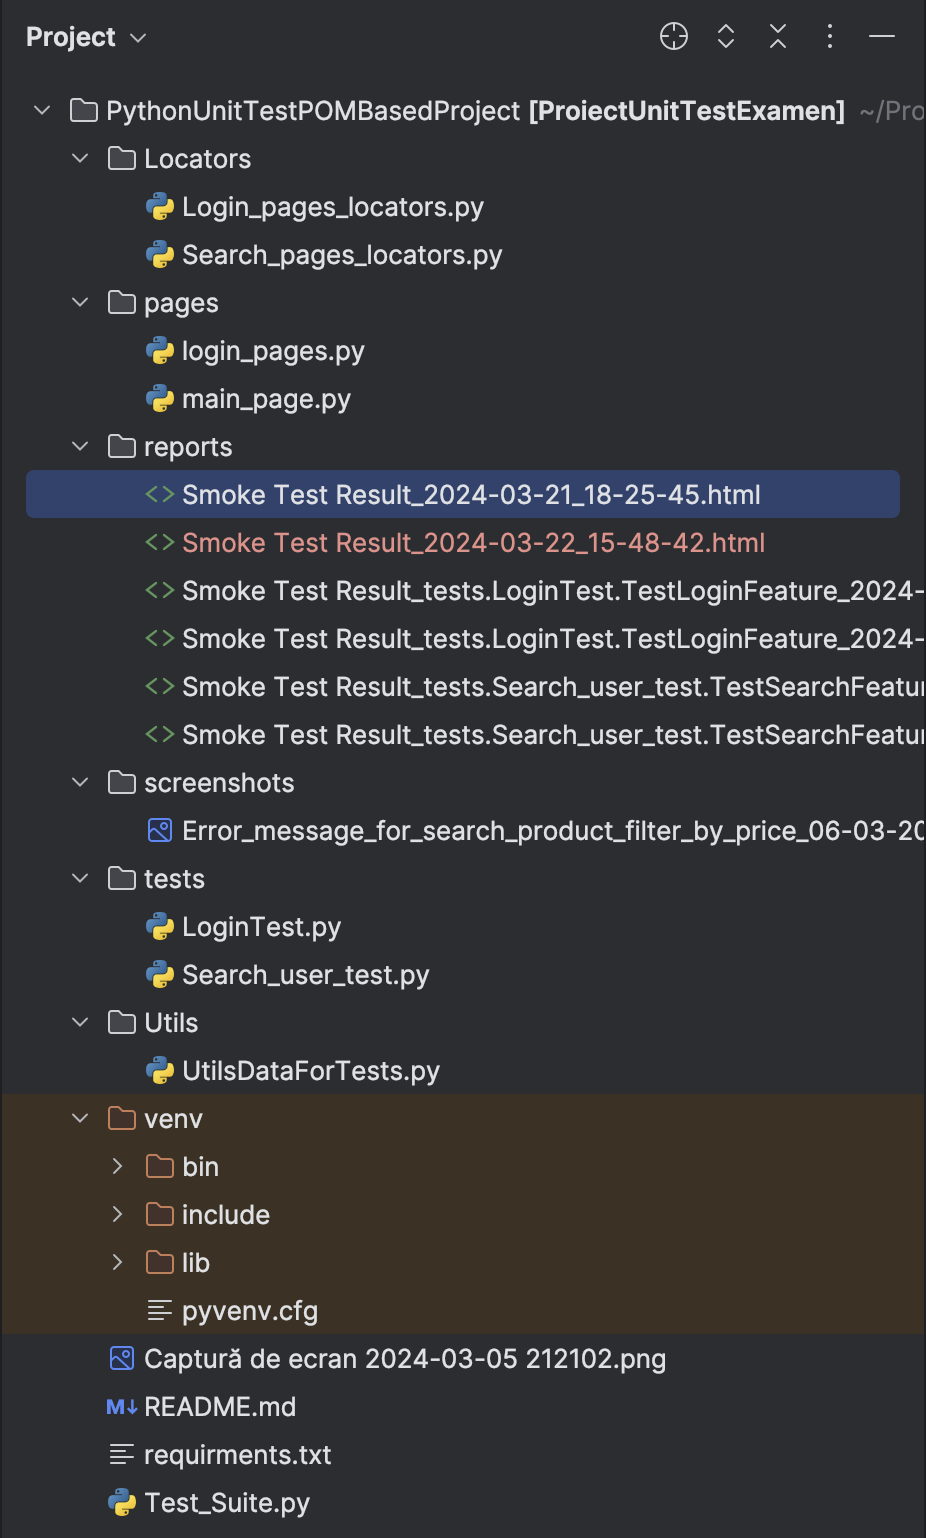 Project
PythonUnitTestPOMBasedProject [ProiectUnitTestExamen] ~/Pro
Locators
Login_pages_locators.py
Search_pages_locators.py
pages
login_pages.py
main_page.py
reports
<> Smoke Test Result_2024-03-21_18-25-45.html
<> Smoke Test Result_2024-03-22_15-48-42.html
<> Smoke Test Result_tests.LoginTest.TestLoginFeature_2024-
<> Smoke Test Result_tests.LoginTest.TestLoginFeature_2024-
<> Smoke Test Result_tests.Search_user_test.TestSearchFeatur
<> Smoke Test Result_tests.Search_user_test.TestSearchFeatur
screenshots
Error_message_for_search_product_filter_by_price_06-03-20
tests
LoginTest.py
Search_user_test.py
Utils
UtilsDataForTests.py
venv
bin
include
lib
pyvenv.cfg
Captură de ecran 2024-03-05 212102.png
M↓ README.md
requirments.txt
Test_Suite.py